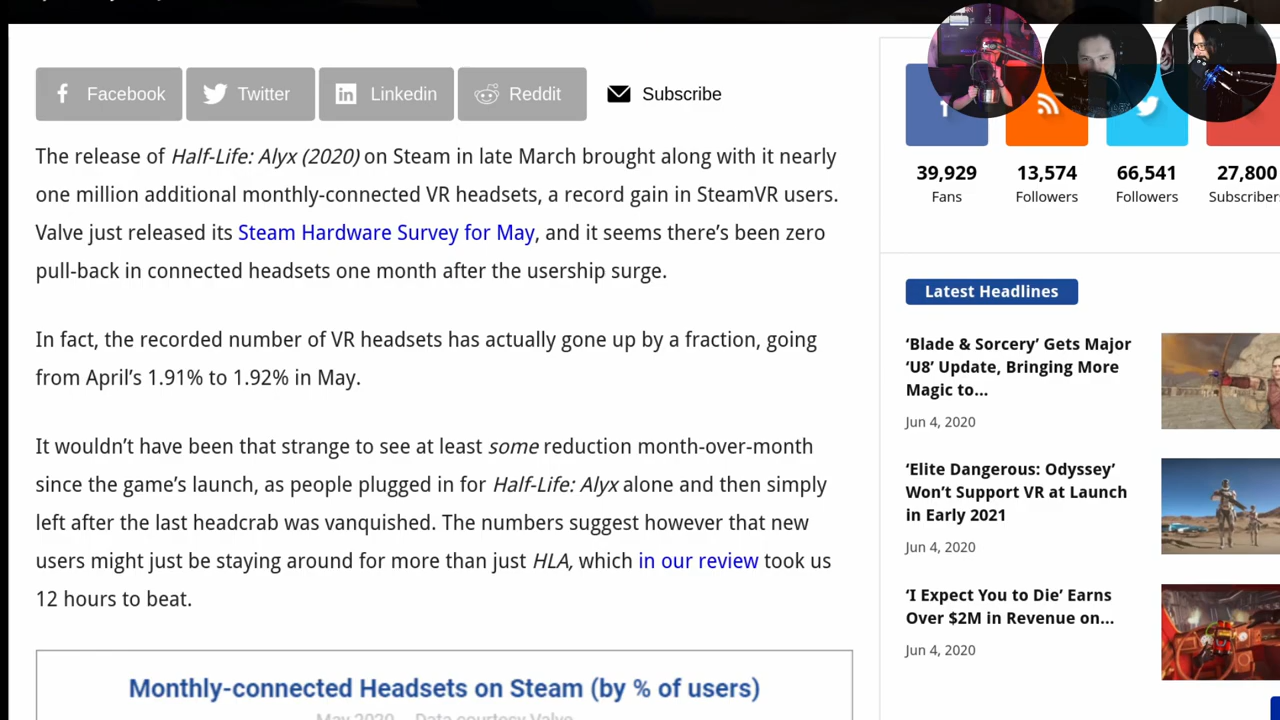 Facebook
Twitter
Linkedin
Reddit
Subscribe
The release of Half-Life: Alyx (2020) on Steam in late March brought along with it nearly
one million additional monthly-connected VR headsets, a record gain in SteamVR users.
Valve just released its Steam Hardware Survey for May, and it seems there’s been zero
pull-back in connected headsets one month after the usership surge.
In fact, the recorded number of VR headsets has actually gone up by a fraction, going
from April’s 1.91% to 1.92% in May.
It wouldn’t have been that strange to see at least some reduction month-over-month
since the game’s launch, as people plugged in for Half-Life: Alyx alone and then simply
left after the last headcrab was vanquished. The numbers suggest however that new
users might just be staying around for more than just HLA, which in our review took us
12 hours to beat.
Monthly-connected Headsets on Steam (by % of users)
May 2020 Data courtesy Valve
39,929
Fans
13,574
Followers
66,541
Followers
27,800
Subscribers
Latest Headlines
‘Blade & Sorcery’ Gets Major
‘U8’ Update, Bringing More
Magic to...
Jun 4, 2020
‘Elite Dangerous: Odyssey’
Won’t Support VR at Launch
in Early 2021
Jun 4, 2020
‘I Expect You to Die’ Earns
Over $2M in Revenue on...
Jun 4, 2020